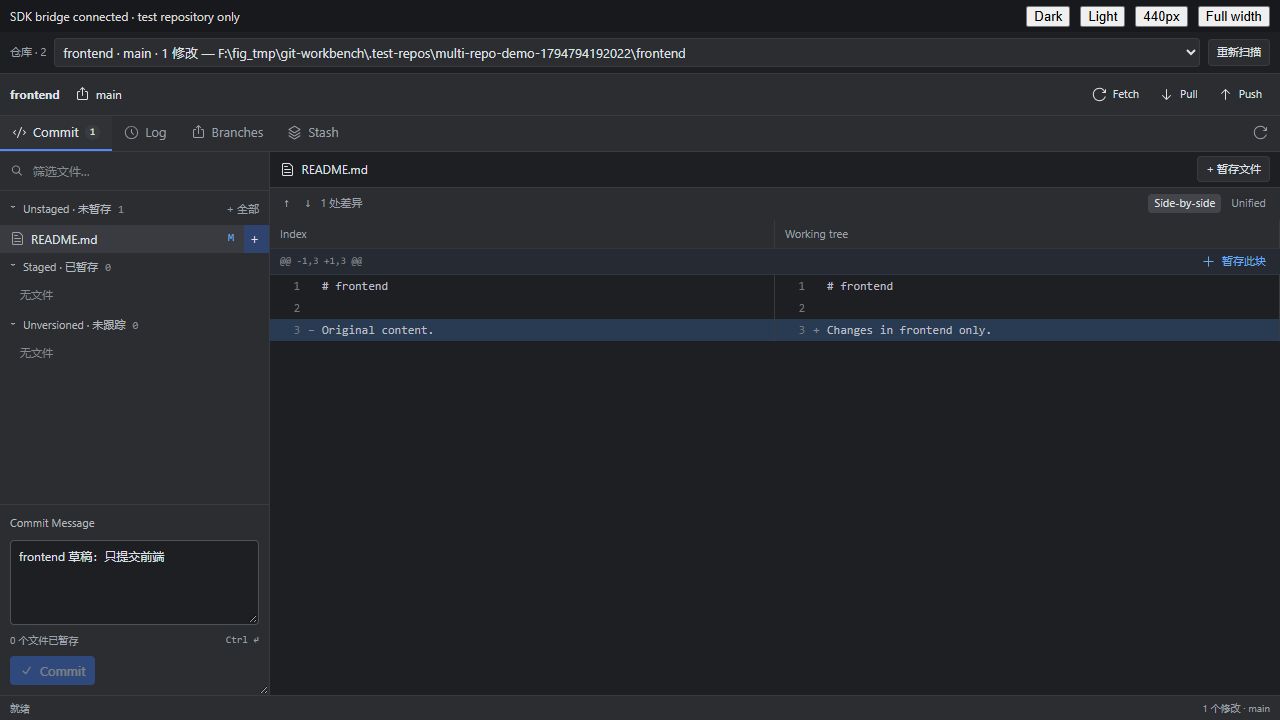 SDK bridge connected · test repository only
Dark Light 440px Full width
仓库 · 2 frontend · main · 1 修改 — F:\fig_tmp\git-workbench\.test-repos\multi-repo-demo-1794794192022\frontend 重新扫描
frontend main Fetch Pull Push
Commit 1 Log Branches Stash
筛选文件...
README.md + 暂存文件
Unstaged · 未暂存 1 + 全部
↑ ↓ 1 处差异 Side-by-side Unified
README.md M +
Index Working tree
Staged · 已暂存 0
@@ -1,3 +1,3 @@ + 暂存此块
无文件
1 # frontend 1 # frontend
2 2
Unversioned · 未跟踪 0
3 - Original content. 3 + Changes in frontend only.
无文件
Commit Message
frontend 草稿：只提交前端
0 个文件已暂存 Ctrl ↵
✓ Commit
就绪 1 个修改 · main